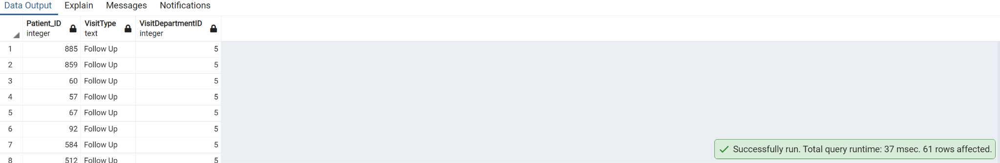 Data Output Explain Messages Notifications
Patient_ID VisitType VisitDepartmentID
integer text integer
1 885 Follow Up 5
2 859 Follow Up 5
3 60 Follow Up 5
4 57 Follow Up 5
5 67 Follow Up 5
6 92 Follow Up 5
7 584 Follow Up 5
Successfully run. Total query runtime: 37 msec. 61 rows affected.
8 512 Follow Up 5